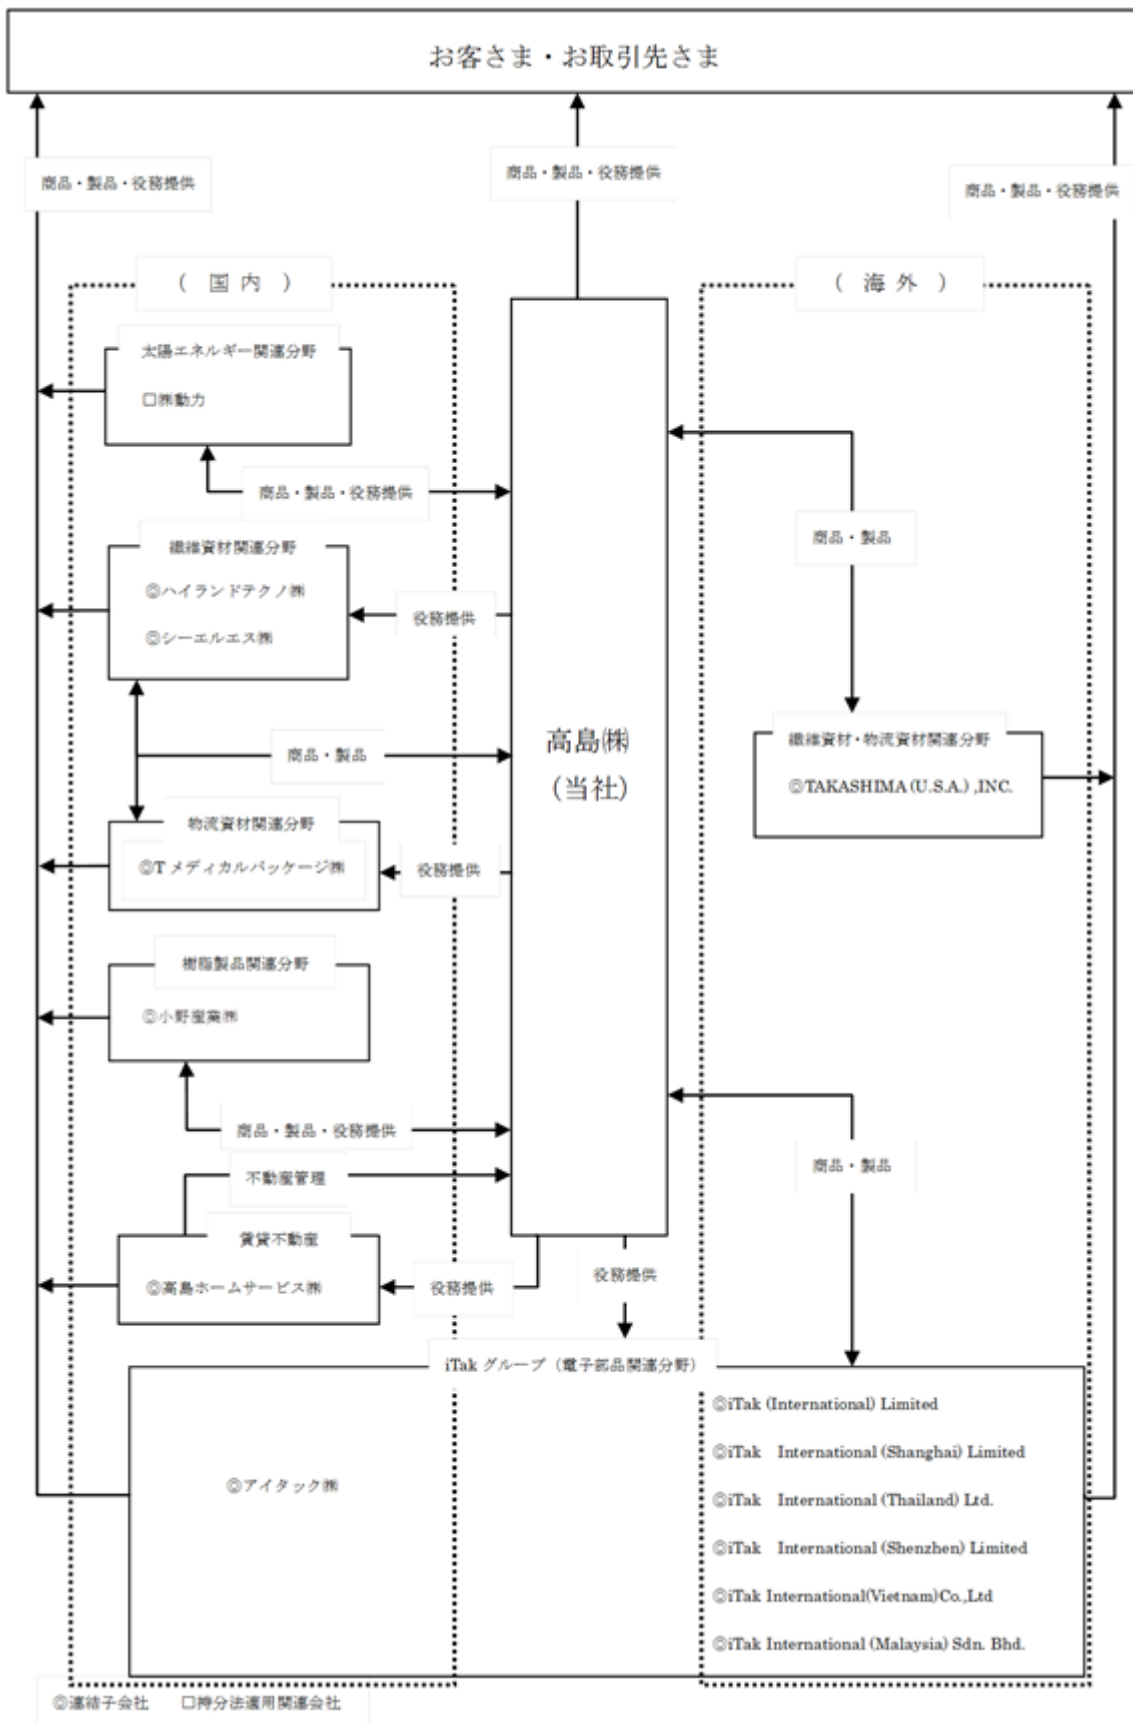 お客さま・お取引先さま
商品・製品・役務提供
商品・製品・役務提供
商品・製品・役務提供
（ 国 内 ）
（ 海 外 ）
太陽エネルギー関連分野
□㈱動力
商品・製品・役務提供
繊維資材関連分野
◎ハイランドテクノ㈱
◎シーエルエス㈱
役務提供
商品・製品
商品・製品
高島㈱
（当社）
繊維資材・物流資材関連分野
◎TAKASHIMA (U.S.A.) ,INC.
物流資材関連分野
◎T メディカルパッケージ㈱
役務提供
樹脂製品関連分野
◎小野産業㈱
商品・製品・役務提供
不動産管理
商品・製品
賃貸不動産
◎高島ホームサービス㈱
役務提供
役務提供
iTak グループ（電子部品関連分野）
◎アイタック㈱
◎iTak (International) Limited
◎iTak International (Shanghai) Limited
◎iTak International (Thailand) Ltd.
◎iTak International (Shenzhen) Limited
◎iTak International(Vietnam)Co.,Ltd
◎iTak International (Malaysia) Sdn. Bhd.
◎連結子会社 □持分法適用関連会社